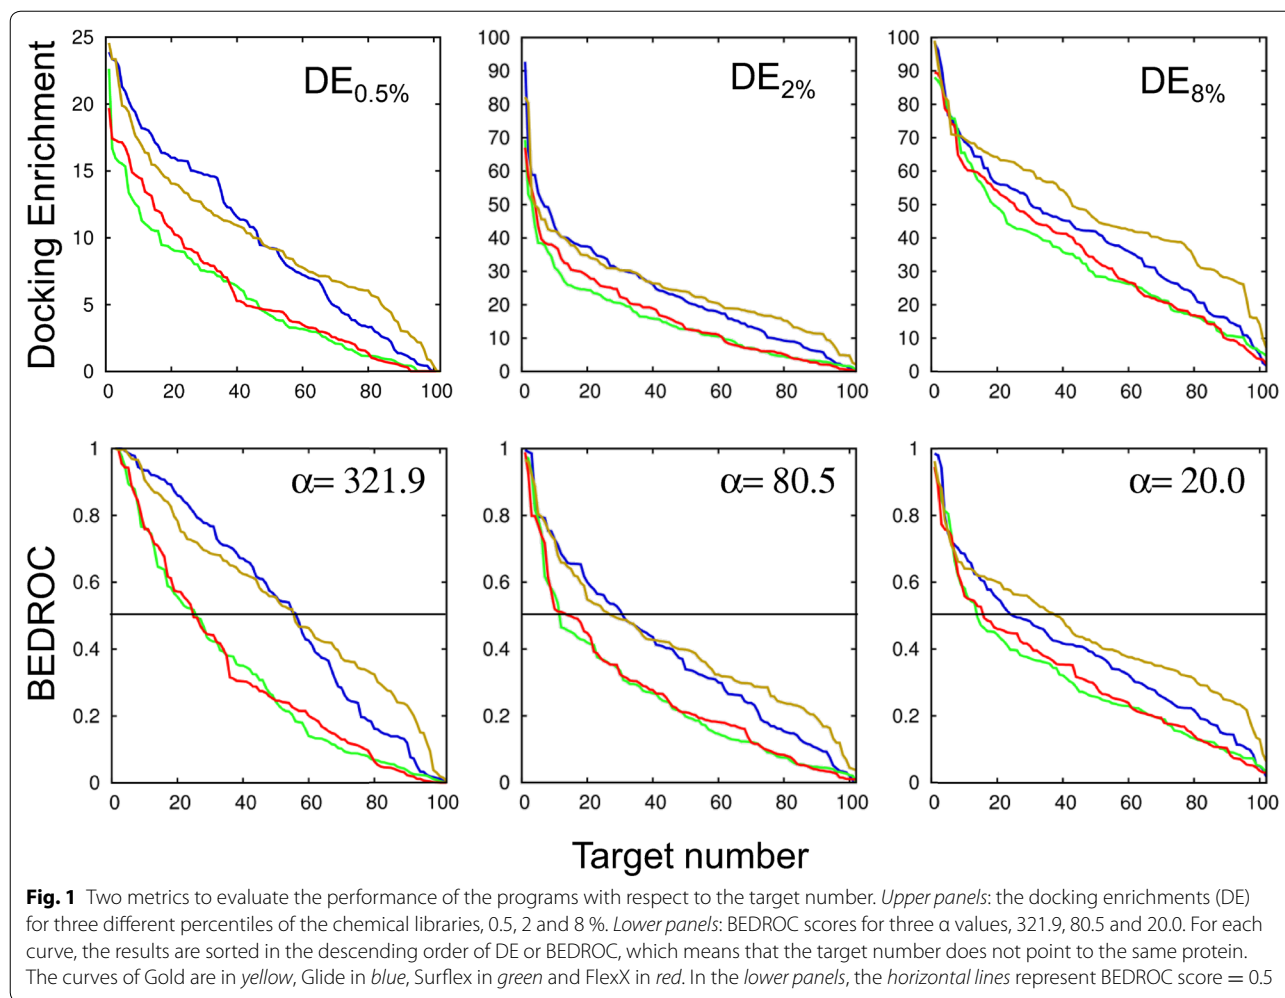 Docking Enrichment
25
20
15
10
5
0
DE0.5%
0 20 40 60 80 100
100
90
80
70
60
50
40
30
20
10
0
DE2%
0 20 40 60 80 100
100
90
80
70
60
50
40
30
20
10
0
DE8%
0 20 40 60 80 100
BEDROC
1
0.8
0.6
0.4
0.2
0
α= 321.9
0 20 40 60 80 100
1
0.8
0.6
0.4
0.2
0
α= 80.5
0 20 40 60 80 100
1
0.8
0.6
0.4
0.2
0
α= 20.0
0 20 40 60 80 100
Target number
Fig. 1 Two metrics to evaluate the performance of the programs with respect to the target number. Upper panels: the docking enrichments (DE)
for three different percentiles of the chemical libraries, 0.5, 2 and 8 %. Lower panels: BEDROC scores for three α values, 321.9, 80.5 and 20.0. For each
curve, the results are sorted in the descending order of DE or BEDROC, which means that the target number does not point to the same protein.
The curves of Gold are in yellow, Glide in blue, Surflex in green and FlexX in red. In the lower panels, the horizontal lines represent BEDROC score = 0.5